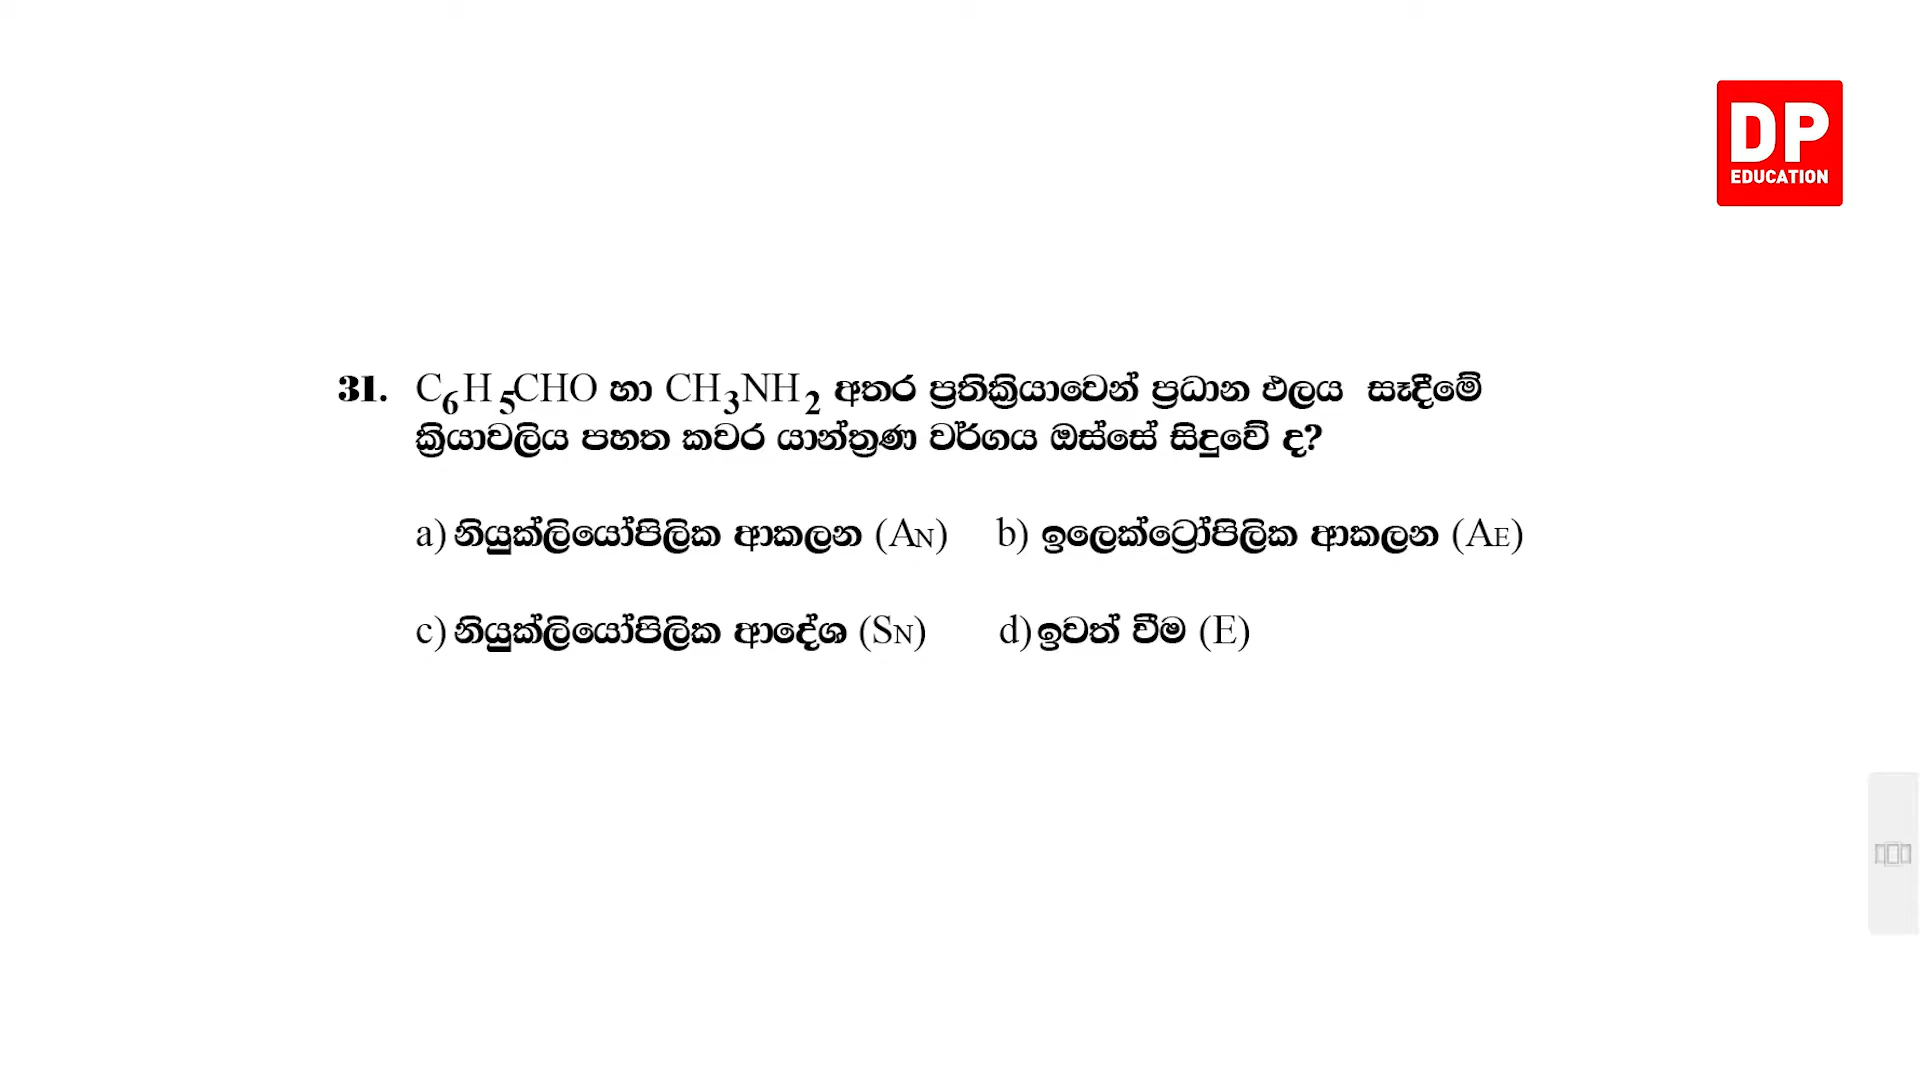 DP
EDUCATION
31. C₆H₅CHO හා CH₃NH₂ අතර ප්‍රතික්‍රියාවෙන් ප්‍රධාන ඵලය සෑදීමේ
ක්‍රියාවලිය පහත කවර යාන්ත්‍රණ වර්ගය ඔස්සේ සිදුවේ ද?
a) නියුක්ලියෝපිලික ආකලන (AN) b) ඉලෙක්ට්‍රෝපිලික ආකලන (AE)
c) නියුක්ලියෝපිලික ආදේශ (SN) d) ඉවත් වීම (E)